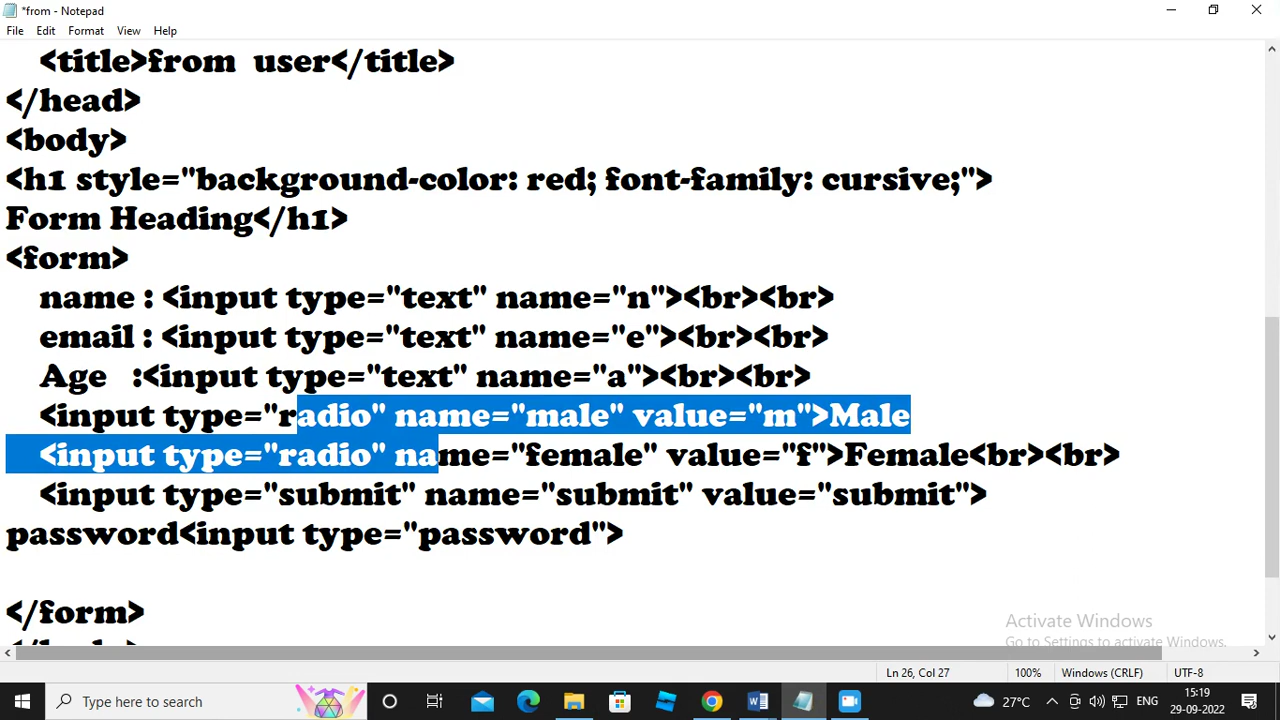 *from - Notepad
File Edit Format View Help
<title>from  user</title>
</head>
<body>
<h1 style="background-color: red; font-family: cursive;">
Form Heading</h1>
<form>
name : <input type="text" name="n"><br><br>
email : <input type="text" name="e"><br><br>
Age   :<input type="text" name="a"><br><br>
<input type="radio" name="male" value="m">Male
<input type="radio" name="female" value="f">Female<br><br>
<input type="submit" name="submit" value="submit">
password<input type="password">
</form>
Activate Windows
Go to Settings to activate Windows.
Ln 26, Col 27 100% Windows (CRLF) UTF-8
Type here to search 27°C ENG 15:19
29-09-2022